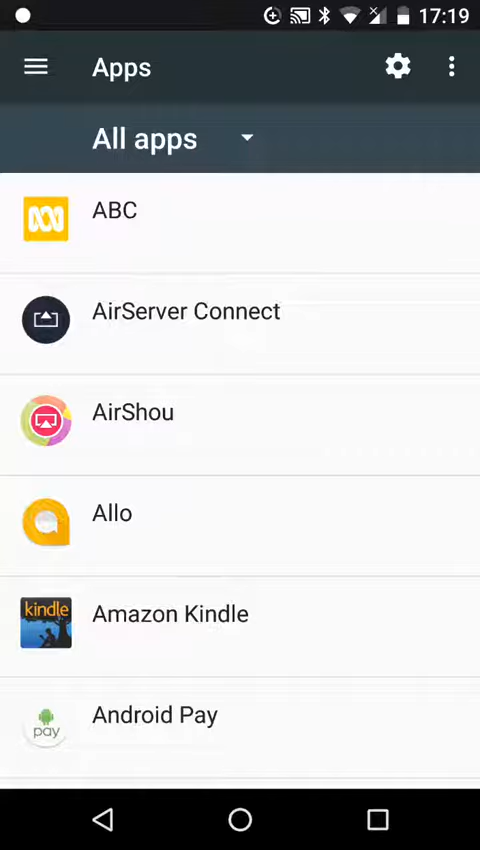 17:19
Apps
All apps
ABC
AirServer Connect
AirShou
Allo
kindle
Amazon Kindle
Android Pay
pay